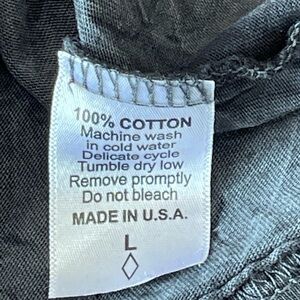 100% COTTON
Machine wash
in cold water
Delicate cycle
Tumble dry low
Remove promptly
Do not bleach
MADE IN U.S.A.
L